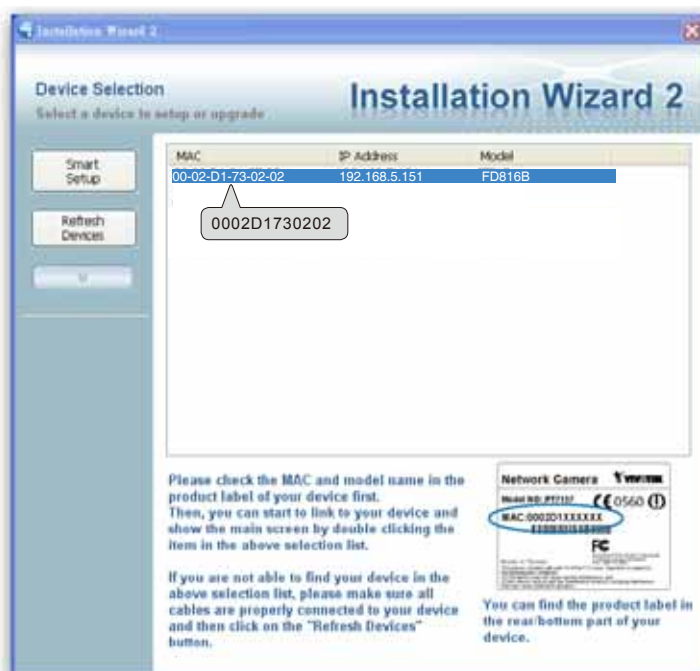 Installation Wizard 2
Device Selection
Installation Wizard 2
Select a device to setup or upgrade
Smart
Setup
Refresh
Devices
MAC IP Address Model
00-02-D1-73-02-02 192.168.5.151 FD816B
0002D1730202
Please check the MAC and model name in the
product label of your device first.
Then, you can start to link to your device and
show the main screen by double clicking the
item in the above selection list.
If you are not able to find your device in the
above selection list, please make sure all
cables are properly connected to your device
and then click on the "Refresh Devices"
button.
Network Camera
Model NO: PT7137 CE0560
MAC:0002D1XXXXXX
FC
You can find the product label in
the rear/bottom part of your
device.